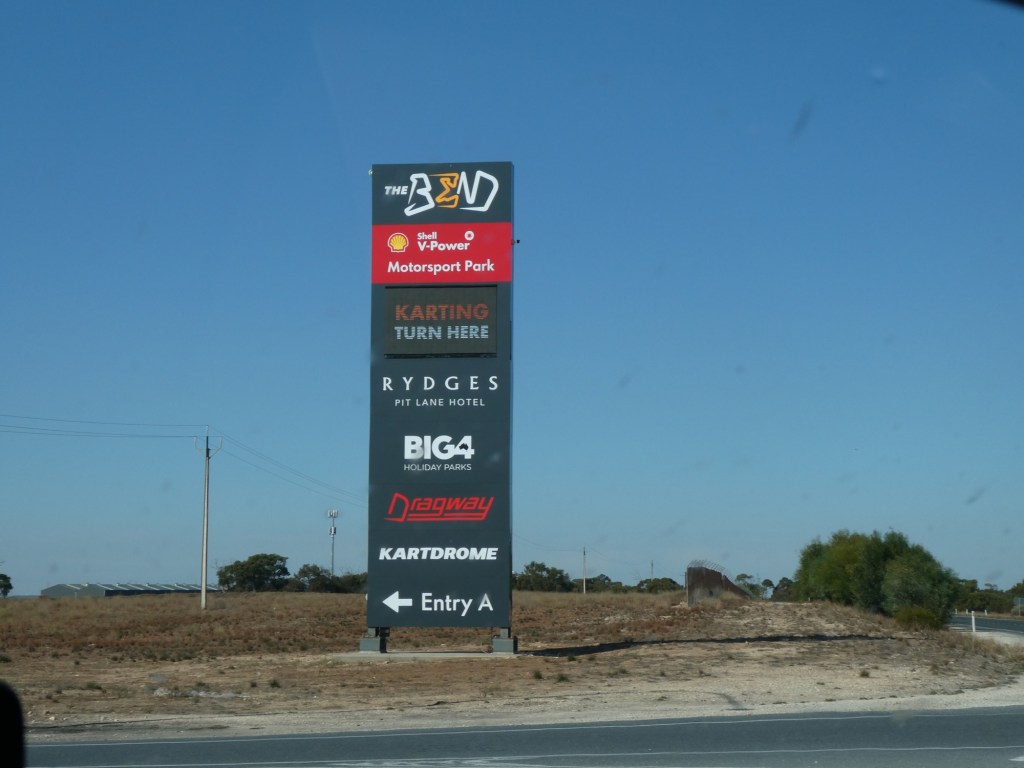 THE BEND
Shell
V-Power
Motorsport Park
KARTING
TURN HERE
RYDGES
PIT LANE HOTEL
BIG4
HOLIDAY PARKS
Dragway
KARTDROME
Entry A